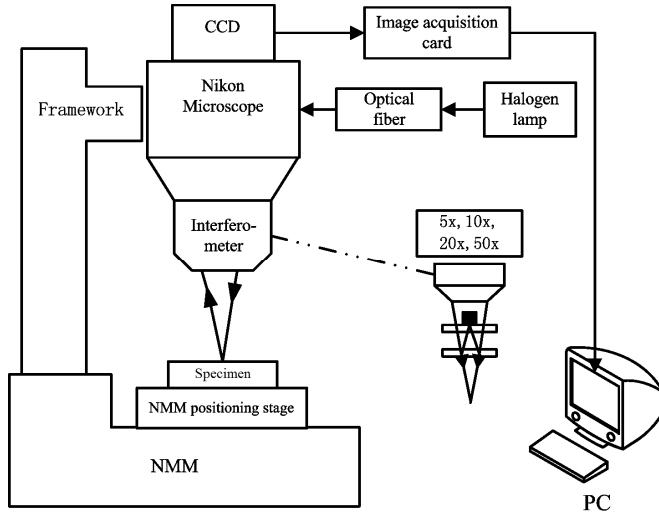 CCD
Image acquisition
card
Framework
Nikon
Microscope
Optical
fiber
Halogen
lamp
Interfero-
meter
5x, 10x,
20x, 50x
Specimen
NMM positioning stage
NMM
PC